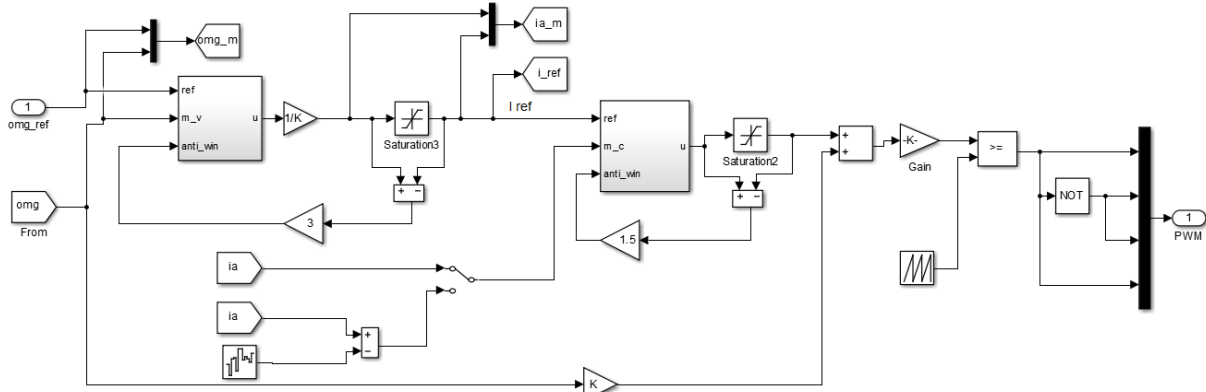 omg_m
ia_m
i_ref
1
omg_ref
ref
m_v
anti_win
u
1/K
Saturation3
I ref
ref
m_c
anti_win
u
Saturation2
+
+
-K-
Gain
>=
NOT
1
PWM
omg
From
3
+ −
1.5
+ −
ia
ia
+
−
K